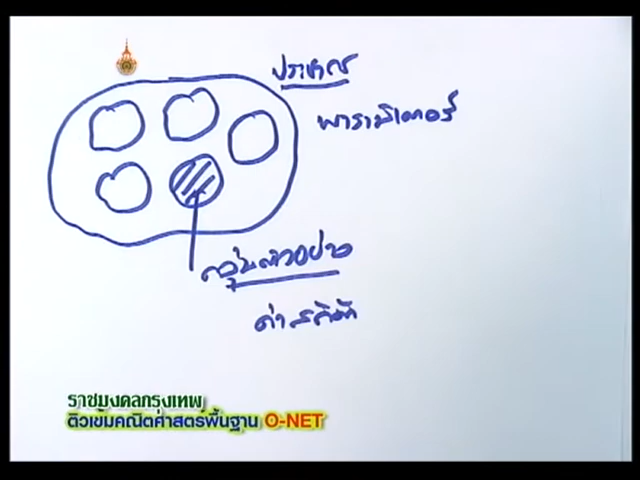 ประชากร
พารามิเตอร์
กลุ่มตัวอย่าง
ค่าสถิติ
ราชมงคลกรุงเทพ
ติวเข้มคณิตศาสตร์พื้นฐาน O-NET